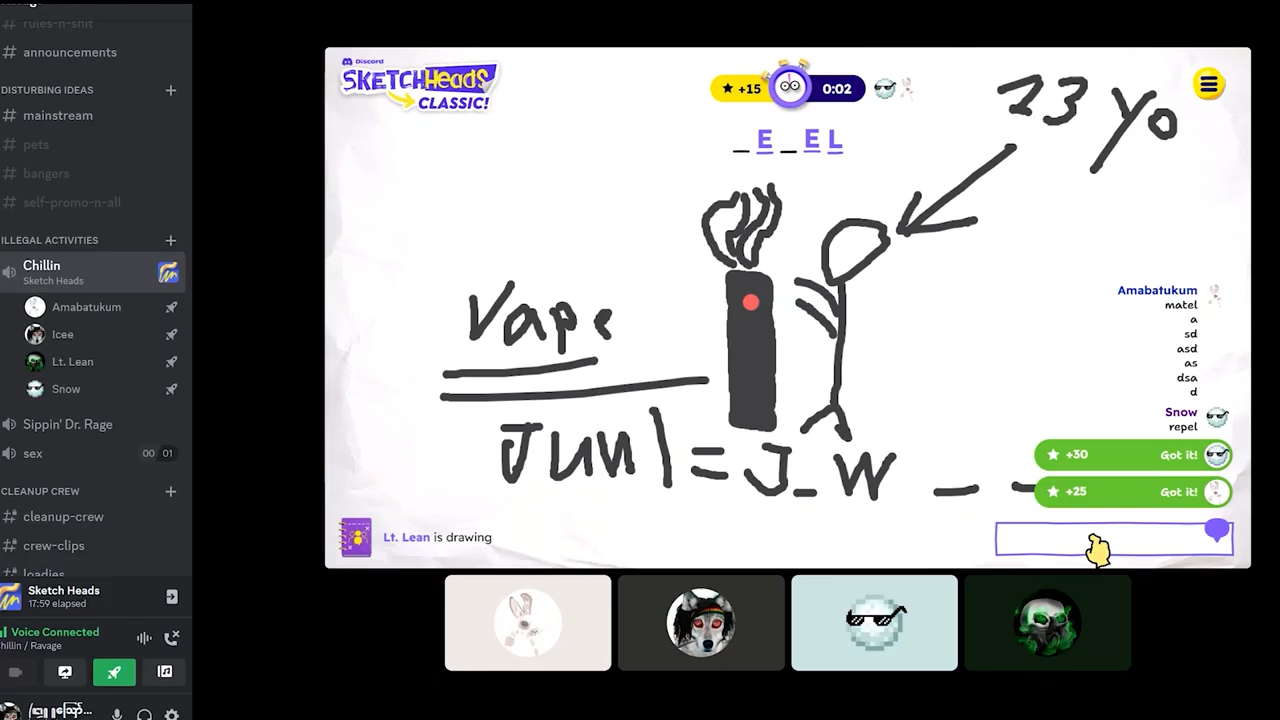 # rules-n-shit
# announcements
DISTURBING IDEAS +
# mainstream
# pets
# bangers
# self-promo-n-all
ILLEGAL ACTIVITIES +
Chillin
Sketch Heads
Amabatukum
Icee
Lt. Lean
Snow
Sippin' Dr. Rage
sex 00 01
CLEANUP CREW +
# cleanup-crew
# crew-clips
# loadies
Sketch Heads
17:59 elapsed
Voice Connected
hillin / Ravage
Discord
SKETCHHeads
CLASSIC!
+15
0:02
_ E _ E L
23 yo
Vape
Juul = J _ W _ _
Amabatukum
matel
a
sd
asd
as
dsa
d
Snow
repel
+30 Got it!
+25 Got it!
Lt. Lean is drawing